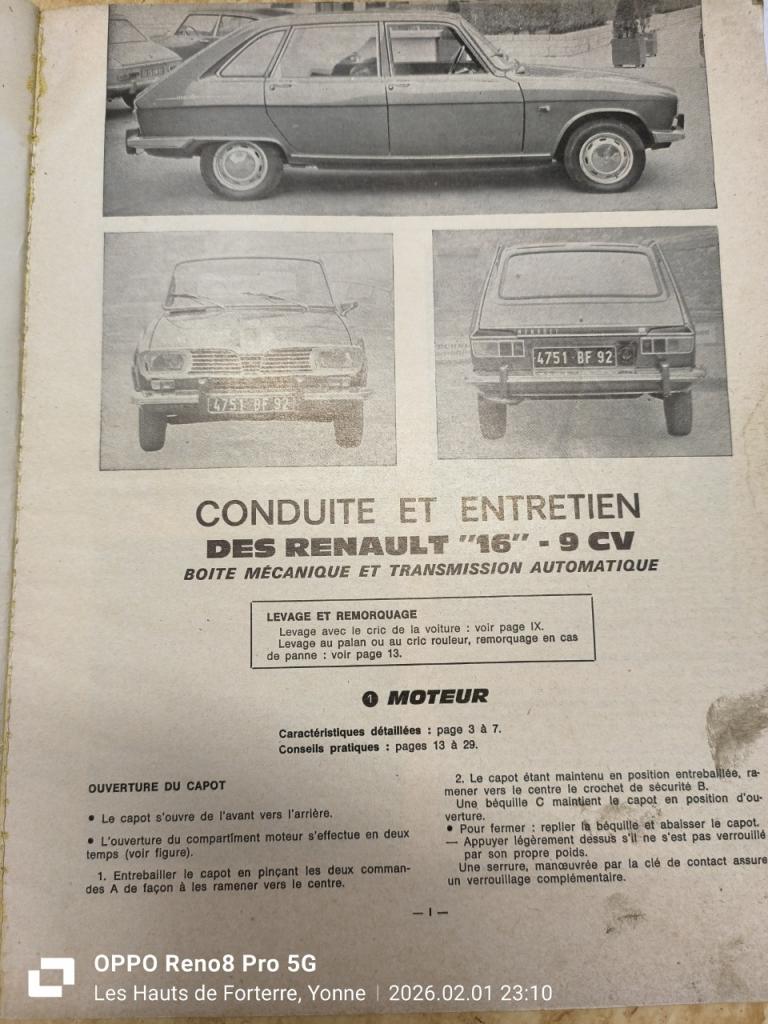 RENAULT
4751 BF 92
4751 BF 92
CONDUITE ET ENTRETIEN
DES RENAULT "16" - 9 CV
BOITE MÉCANIQUE ET TRANSMISSION AUTOMATIQUE
LEVAGE ET REMORQUAGE
Levage avec le cric de la voiture : voir page IX.
Levage au palan ou au cric rouleur, remorquage en cas
de panne : voir page 13.
1 MOTEUR
Caractéristiques détaillées : page 3 à 7.
Conseils pratiques : pages 13 à 29.
OUVERTURE DU CAPOT
• Le capot s'ouvre de l'avant vers l'arrière.
• L'ouverture du compartiment moteur s'effectue en deux
temps (voir figure).
1. Entrebailler le capot en pinçant les deux comman-
des A de façon à les ramener vers le centre.
2. Le capot étant maintenu en position entrebaillée, ra-
mener vers le centre le crochet de sécurité B.
Une béquille C maintient le capot en position d'ou-
verture.
• Pour fermer : replier la béquille et abaisser le capot.
— Appuyer légèrement dessus s'il ne s'est pas verrouillé
par son propre poids.
Une serrure, manœuvrée par la clé de contact assure
un verrouillage complémentaire.
— I —
OPPO Reno8 Pro 5G
Les Hauts de Forterre, Yonne | 2026.02.01 23:10